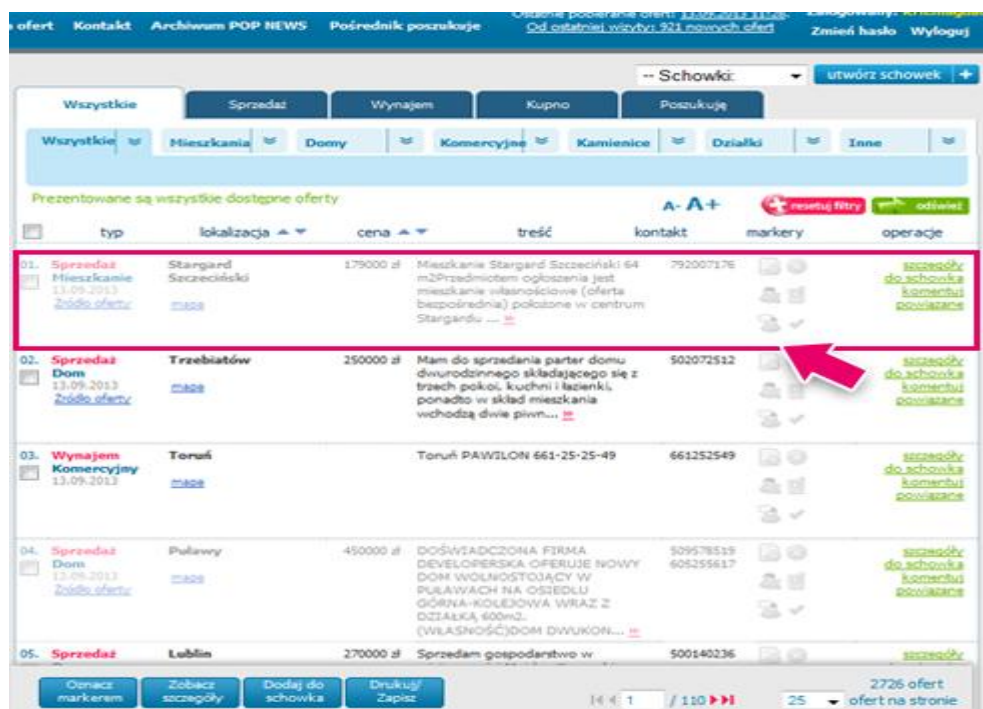 ofert Kontakt Archiwum POP NEWS Pośrednik poszukuje
Ostatnie pobieranie ofert: 13.09.2013 11:28.
Od ostatniej wizyty: 921 nowych ofert
Zalogowany:
Zmień hasło Wyloguj
-- Schowki:
utwórz schowek +
Wszystkie Sprzedaż Wynajem Kupno Poszukuję
Wszystkie Mieszkania Domy Komercyjne Kamienice Działki Inne
Prezentowane są wszystkie dostępne oferty
A- A+
resetuj filtry
odśwież
typ lokalizacja cena treść kontakt markery operacje
01. Sprzedaż
Mieszkanie
13.09.2013
Źródło oferty
Stargard
Szczeciński
mapa
179000 zł
Mieszkanie Stargard Szczeciński 64
m2Przedmiotem ogłoszenia jest
mieszkanie własnościowe (oferta
bezpośrednia) położone w centrum
Stargardu ... »
792007176
szczegóły
do schowka
komentuj
powiązane
02. Sprzedaż
Dom
13.09.2013
Źródło oferty
Trzebiatów
mapa
250000 zł
Mam do sprzedania parter domu
dwurodzinnego składającego się z
trzech pokoi, kuchni i łazienki,
ponadto w skład mieszkania
wchodzą dwie piwn... »
502072512
szczegóły
do schowka
komentuj
powiązane
03. Wynajem
Komercyjny
13.09.2013
Toruń
mapa
Toruń PAWILON 661-25-25-49
661252549
szczegóły
do schowka
komentuj
powiązane
04. Sprzedaż
Dom
13.09.2013
Źródło oferty
Puławy
mapa
450000 zł
DOŚWIADCZONA FIRMA
DEVELOPERSKA OFERUJE NOWY
DOM WOLNOSTOJĄCY W
PUŁAWACH NA OSIEDLU
GÓRNA-KOLEJOWA WRAZ Z
DZIAŁKĄ 600m2.
(WŁASNOŚĆ)DOM DWUKON... »
509578519
605255617
szczegóły
do schowka
komentuj
powiązane
05. Sprzedaż
Lublin
270000 zł
Sprzedam gospodarstwo w
500140236
szczegóły
Oznacz
markerem
Zobacz
szczegóły
Dodaj do
schowka
Drukuj/
Zapisz
1 / 110
25
2726 ofert
ofert na stronie